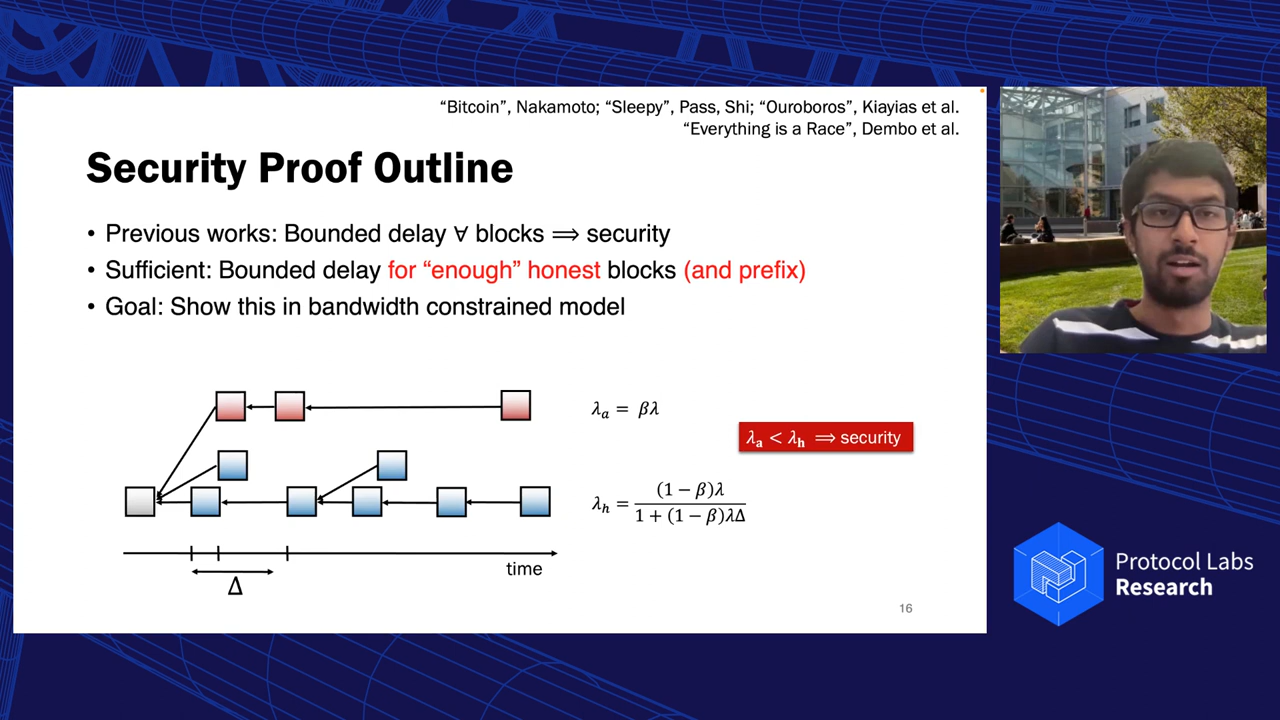 “Bitcoin”, Nakamoto; “Sleepy”, Pass, Shi; “Ouroboros”, Kiayias et al.
“Everything is a Race”, Dembo et al.
Security Proof Outline
• Previous works: Bounded delay ∀ blocks ⟹ security
• Sufficient: Bounded delay for “enough” honest blocks (and prefix)
• Goal: Show this in bandwidth constrained model
λₐ = βλ
λₐ < λₕ ⟹ security
λₕ = (1 − β)λ / 1 + (1 − β)λΔ
time
Δ
16
Protocol Labs
Research